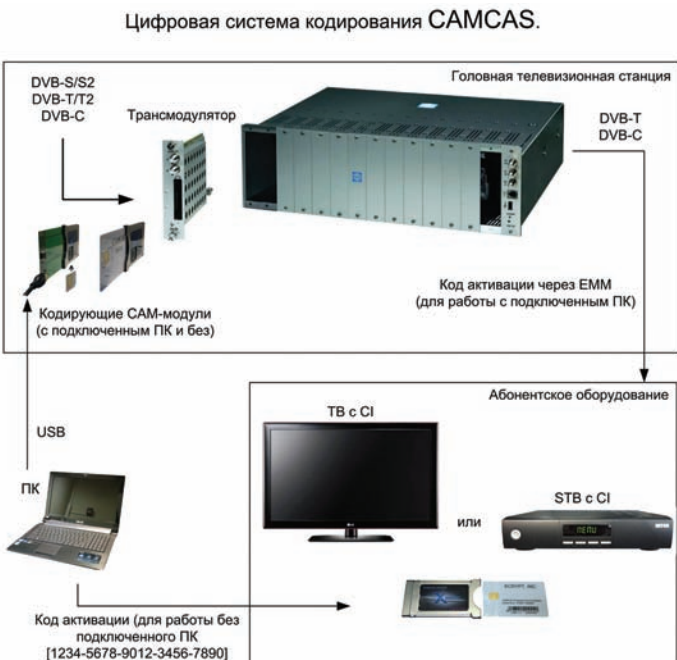 Цифровая система кодирования CAMCAS.
Головная телевизионная станция
DVB-S/S2
DVB-T/T2
DVB-C
Трансмодулятор
DVB-T
DVB-C
Код активации через EMM
(для работы с подключенным ПК)
Кодирующие CAM-модули
(с подключенным ПК и без)
Абонентское оборудование
ТВ с CI
USB
ПК
или
STB с CI
MENU
Код активации (для работы без
подключенного ПК
[1234-5678-9012-3456-7890]